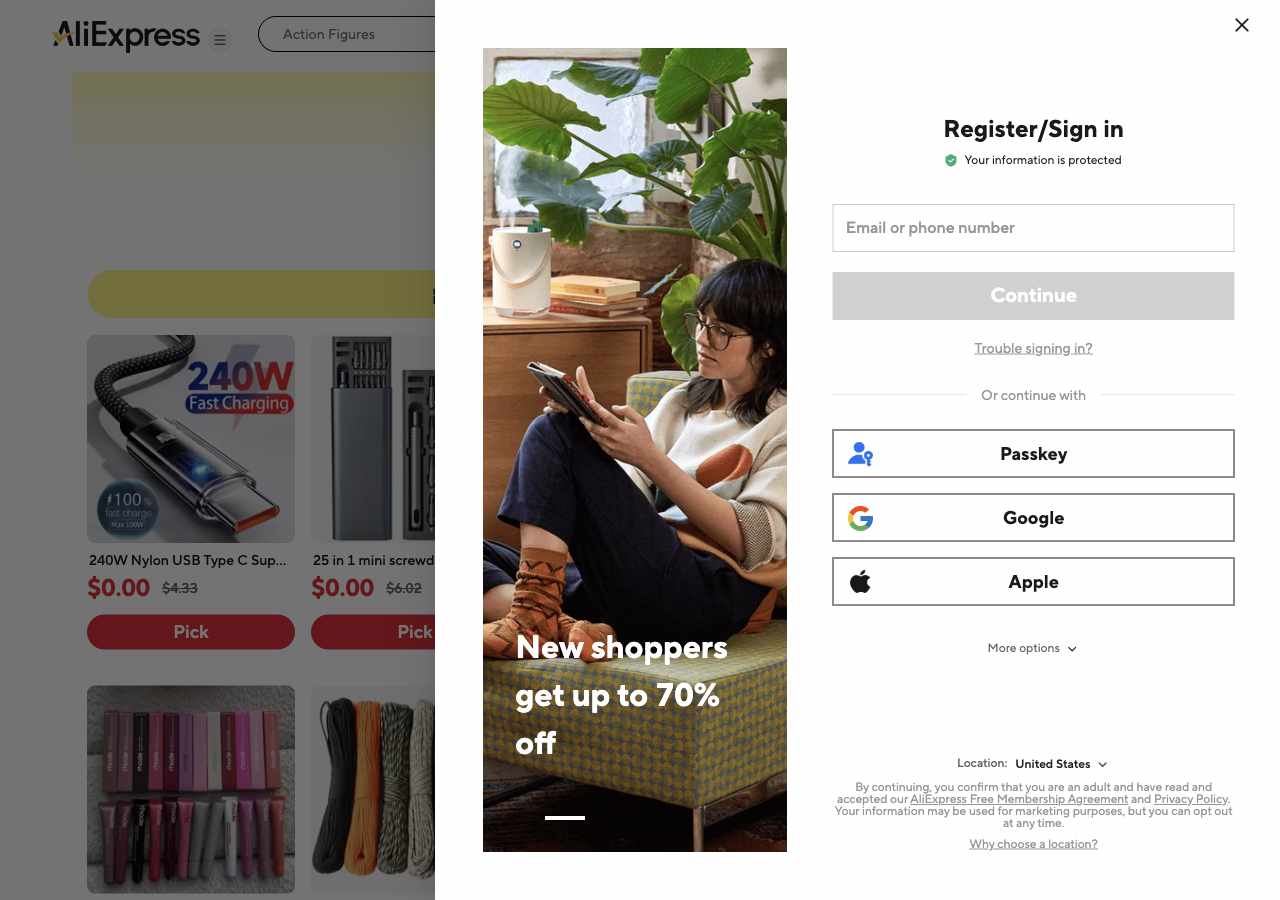 AliExpress
Action Figures
240W
Fast Charging
100%
fast charge
Max 100W
240W Nylon USB Type C Sup...
$0.00 $4.33
Pick
25 in 1 mini screwd
$0.00 $6.02
Pick
New shoppers
get up to 70%
off
Register/Sign in
Your information is protected
Email or phone number
Continue
Trouble signing in?
Or continue with
Passkey
Google
Apple
More options
Location: United States
By continuing, you confirm that you are an adult and have read and
accepted our AliExpress Free Membership Agreement and Privacy Policy.
Your information may be used for marketing purposes, but you can opt out
at any time.
Why choose a location?